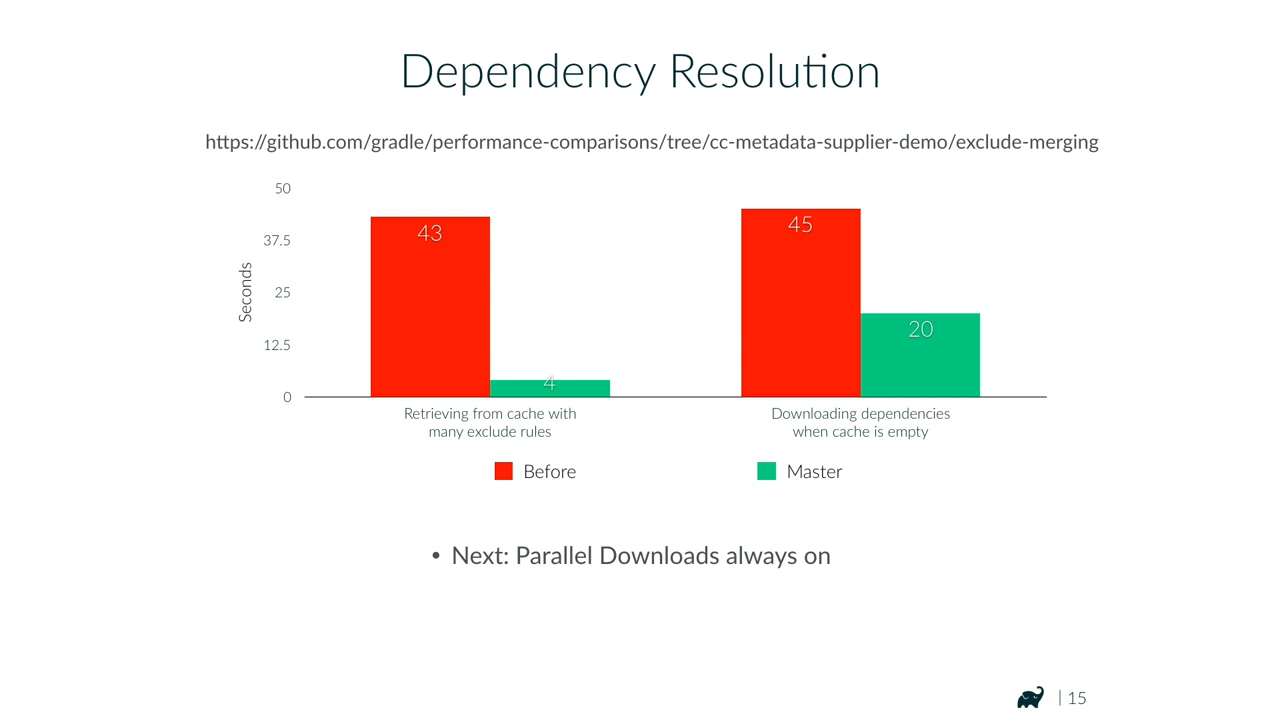 Dependency Resolution
https://github.com/gradle/performance-comparisons/tree/cc-metadata-supplier-demo/exclude-merging
Seconds
50
37.5
25
12.5
0
43
4
45
20
Retrieving from cache with
many exclude rules
Downloading dependencies
when cache is empty
Before
Master
• Next: Parallel Downloads always on
| 15